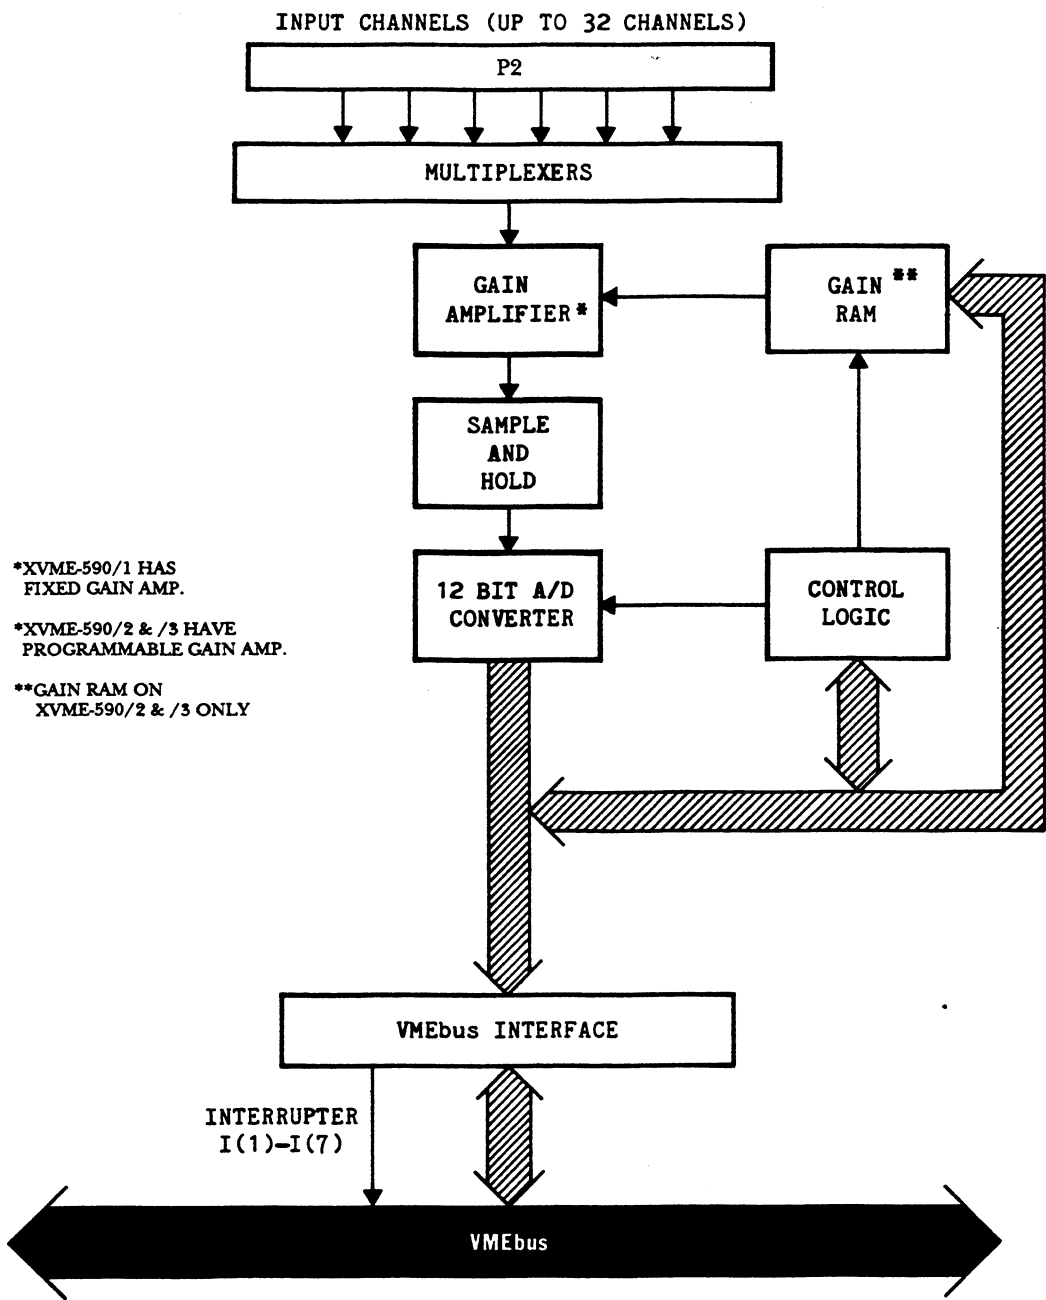 INPUT CHANNELS (UP TO 32 CHANNELS)
P2
MULTIPLEXERS
GAIN
AMPLIFIER*
GAIN **
RAM
SAMPLE
AND
HOLD
*XVME-590/1 HAS
FIXED GAIN AMP.
*XVME-590/2 & /3 HAVE
PROGRAMMABLE GAIN AMP.
**GAIN RAM ON
XVME-590/2 & /3 ONLY
12 BIT A/D
CONVERTER
CONTROL
LOGIC
VMEbus INTERFACE
INTERRUPTER
I(1)-I(7)
VMEbus